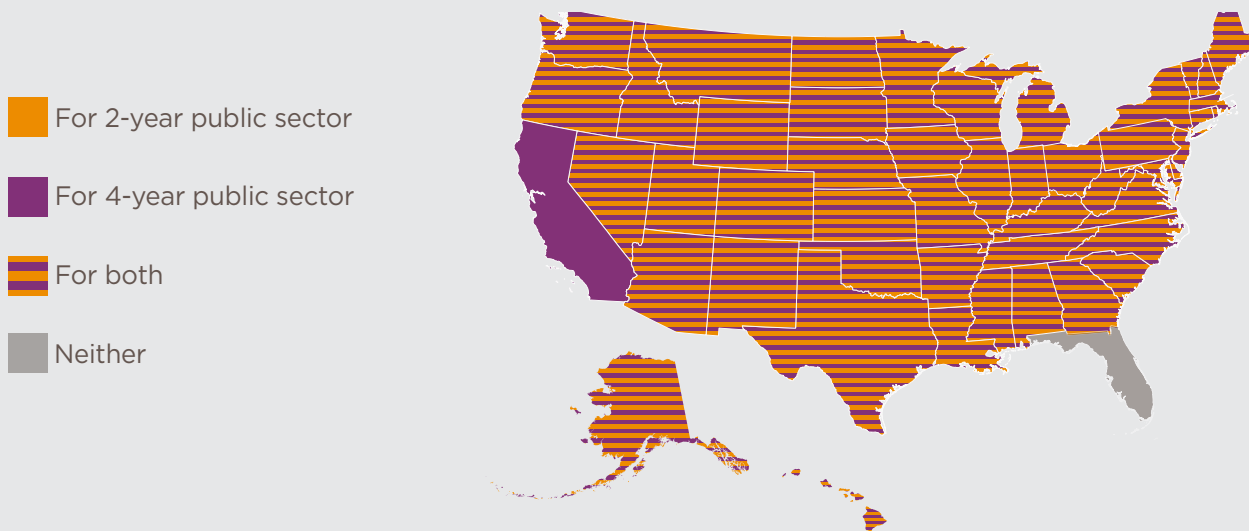 For 2-year public sector
For 4-year public sector
For both
Neither